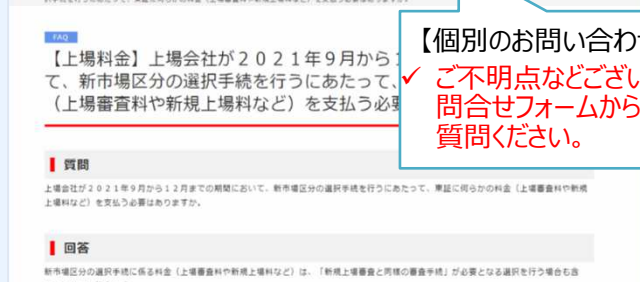 FAQ
【上場料金】上場会社が2021年9月から
て、新市場区分の選択手続を行うにあたって、
（上場審査料や新規上場料など）を支払う必
【個別のお問い合わ
✓ ご不明点などござい
問合せフォームから
質問ください。
質問
上場会社が2021年9月から12月までの期間において、新市場区分の選択手続を行うにあたって、東証に何らかの料金（上場審査料や新規
上場料など）を支払う必要はありますか。
回答
新市場区分の選択手続に係る料金（上場審査料や新規上場料など）は、「新規上場審査と同様の審査手続」が必要となる選択を行う場合も含